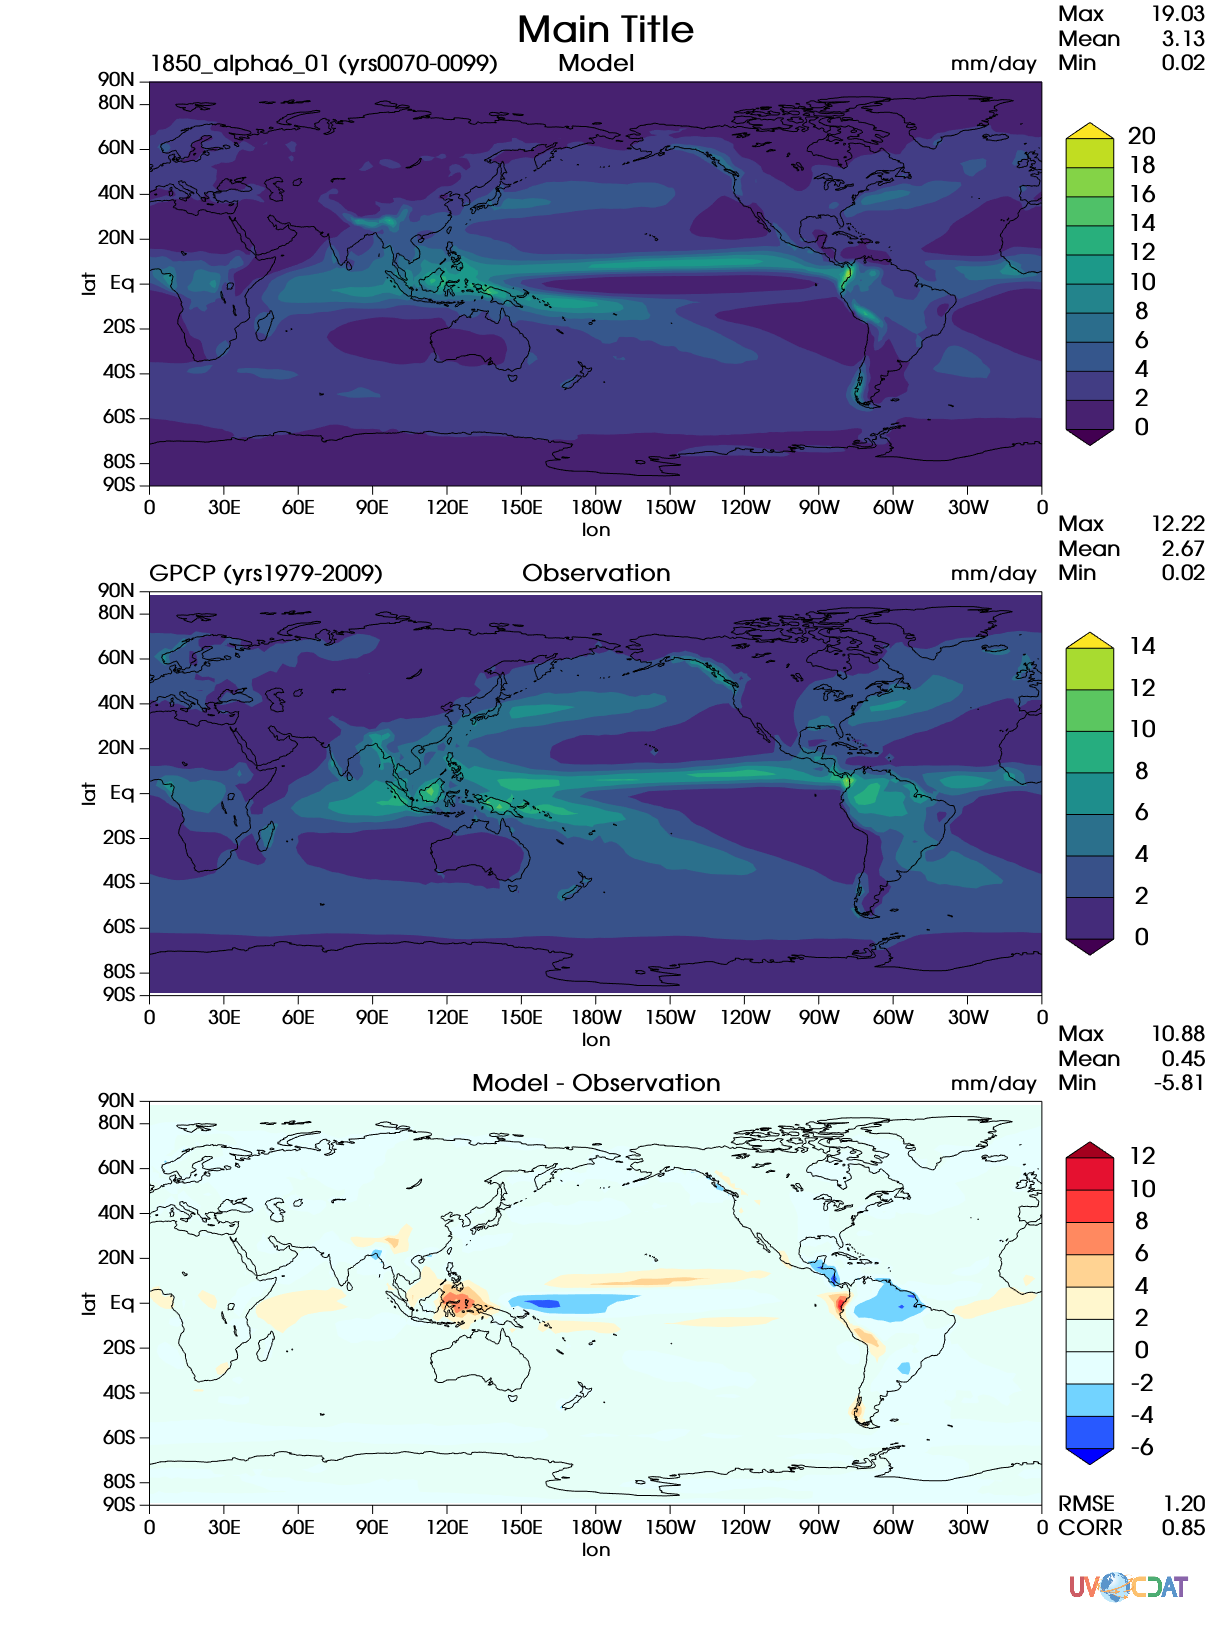 Main Title
Max 19.03
Mean 3.13
Min 0.02
1850_alpha6_01 (yrs0070-0099) Model mm/day
90N
80N
60N
40N
20N
Eq
20S
40S
60S
80S
90S
lat
0 30E 60E 90E 120E 150E 180W 150W 120W 90W 60W 30W 0
lon
20
18
16
14
12
10
8
6
4
2
0
Max 12.22
Mean 2.67
Min 0.02
GPCP (yrs1979-2009) Observation mm/day
90N
80N
60N
40N
20N
Eq
20S
40S
60S
80S
90S
lat
0 30E 60E 90E 120E 150E 180W 150W 120W 90W 60W 30W 0
lon
14
12
10
8
6
4
2
0
Max 10.88
Mean 0.45
Min -5.81
Model - Observation mm/day
90N
80N
60N
40N
20N
Eq
20S
40S
60S
80S
90S
lat
0 30E 60E 90E 120E 150E 180W 150W 120W 90W 60W 30W 0
lon
12
10
8
6
4
2
0
-2
-4
-6
RMSE 1.20
CORR 0.85
UV CDAT